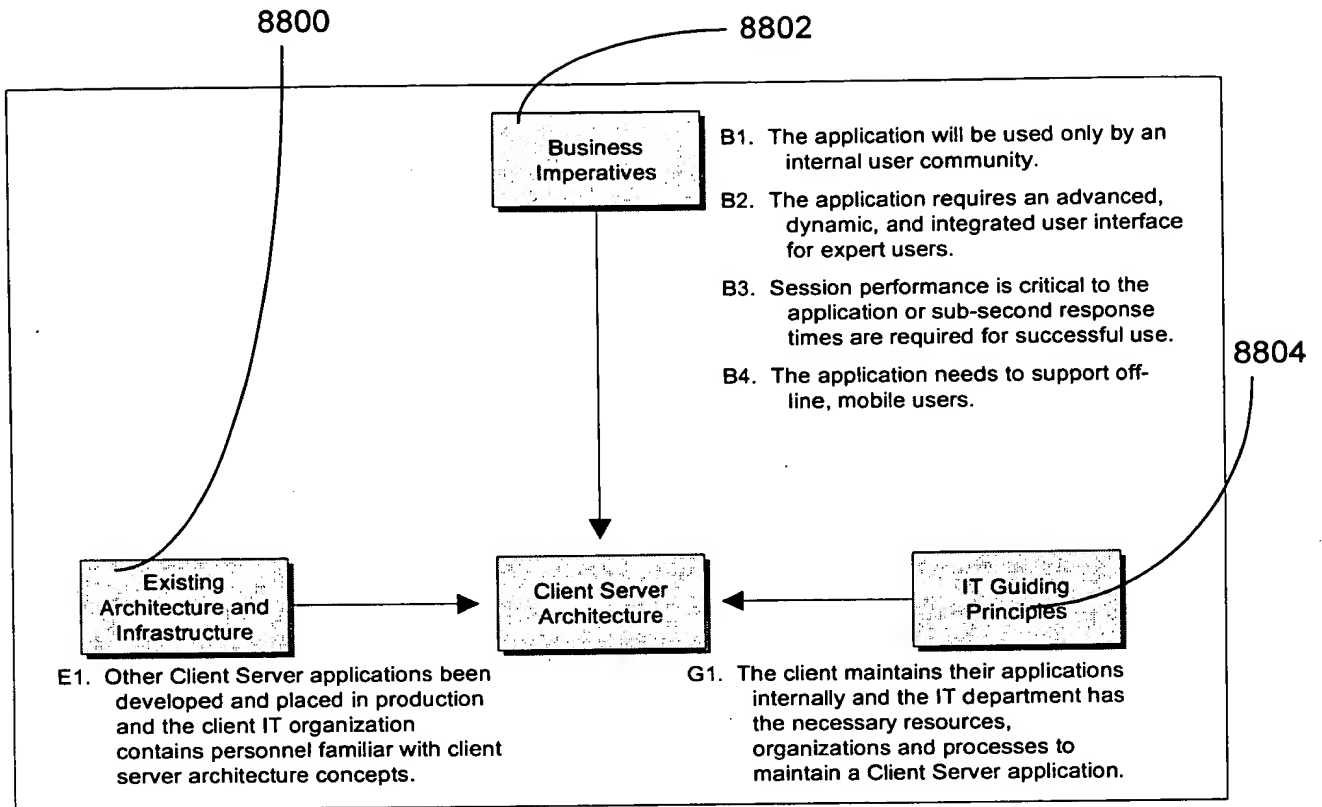 8800
8802
Business
Imperatives
B1. The application will be used only by an
internal user community.
B2. The application requires an advanced,
dynamic, and integrated user interface
for expert users.
B3. Session performance is critical to the
application or sub-second response
times are required for successful use.
B4. The application needs to support off-
line, mobile users.
8804
Existing
Architecture and
Infrastructure
Client Server
Architecture
IT Guiding
Principles
E1. Other Client Server applications been
developed and placed in production
and the client IT organization
contains personnel familiar with client
server architecture concepts.
G1. The client maintains their applications
internally and the IT department has
the necessary resources,
organizations and processes to
maintain a Client Server application.